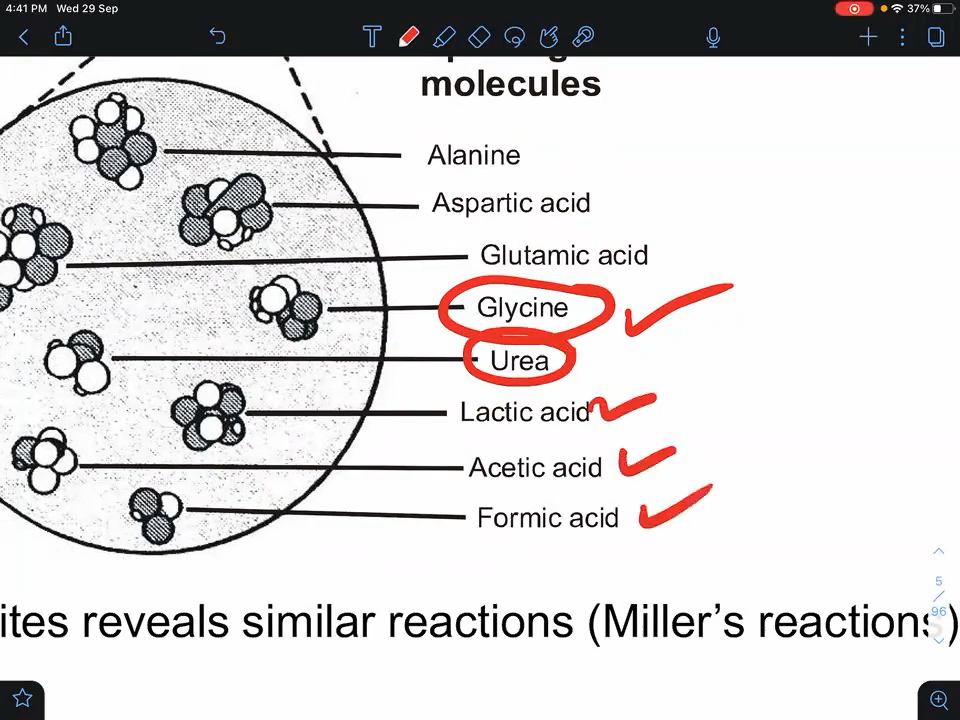 4:41 PM Wed 29 Sep
37%
molecules
Alanine
Aspartic acid
Glutamic acid
Glycine
Urea
Lactic acid
Acetic acid
Formic acid
5
/
96
ites reveals similar reactions (Miller's reactions)